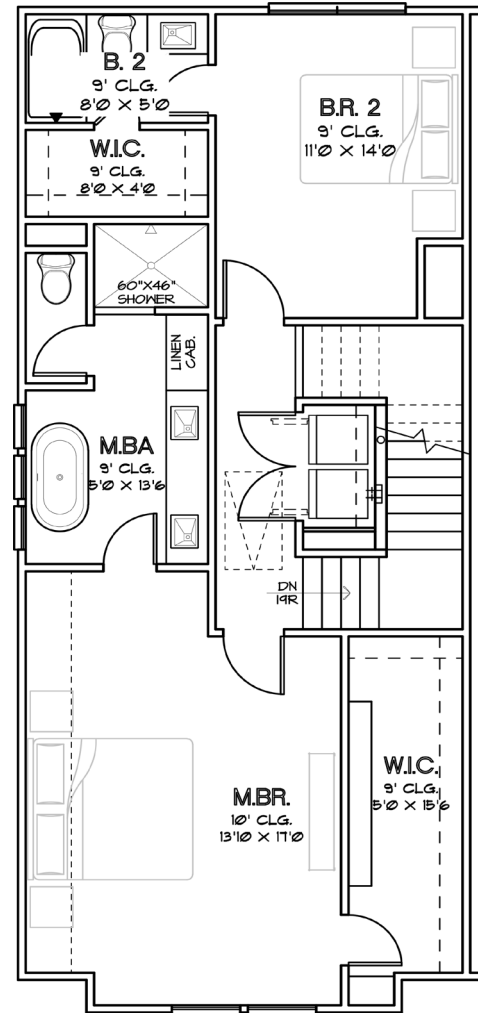 B. 2
9' CLG.
8'0 X 5'0
B.R. 2
9' CLG.
11'0 X 14'0
W.I.C.
9' CLG.
8'0 X 4'0
60"X46"
SHOWER
LINEN
CAB.
M.BA
9' CLG.
5'0 X 13'6
DN
19R
W.I.C.
9' CLG.
5'0 X 15'6
M.BR.
10' CLG.
13'10 X 17'0